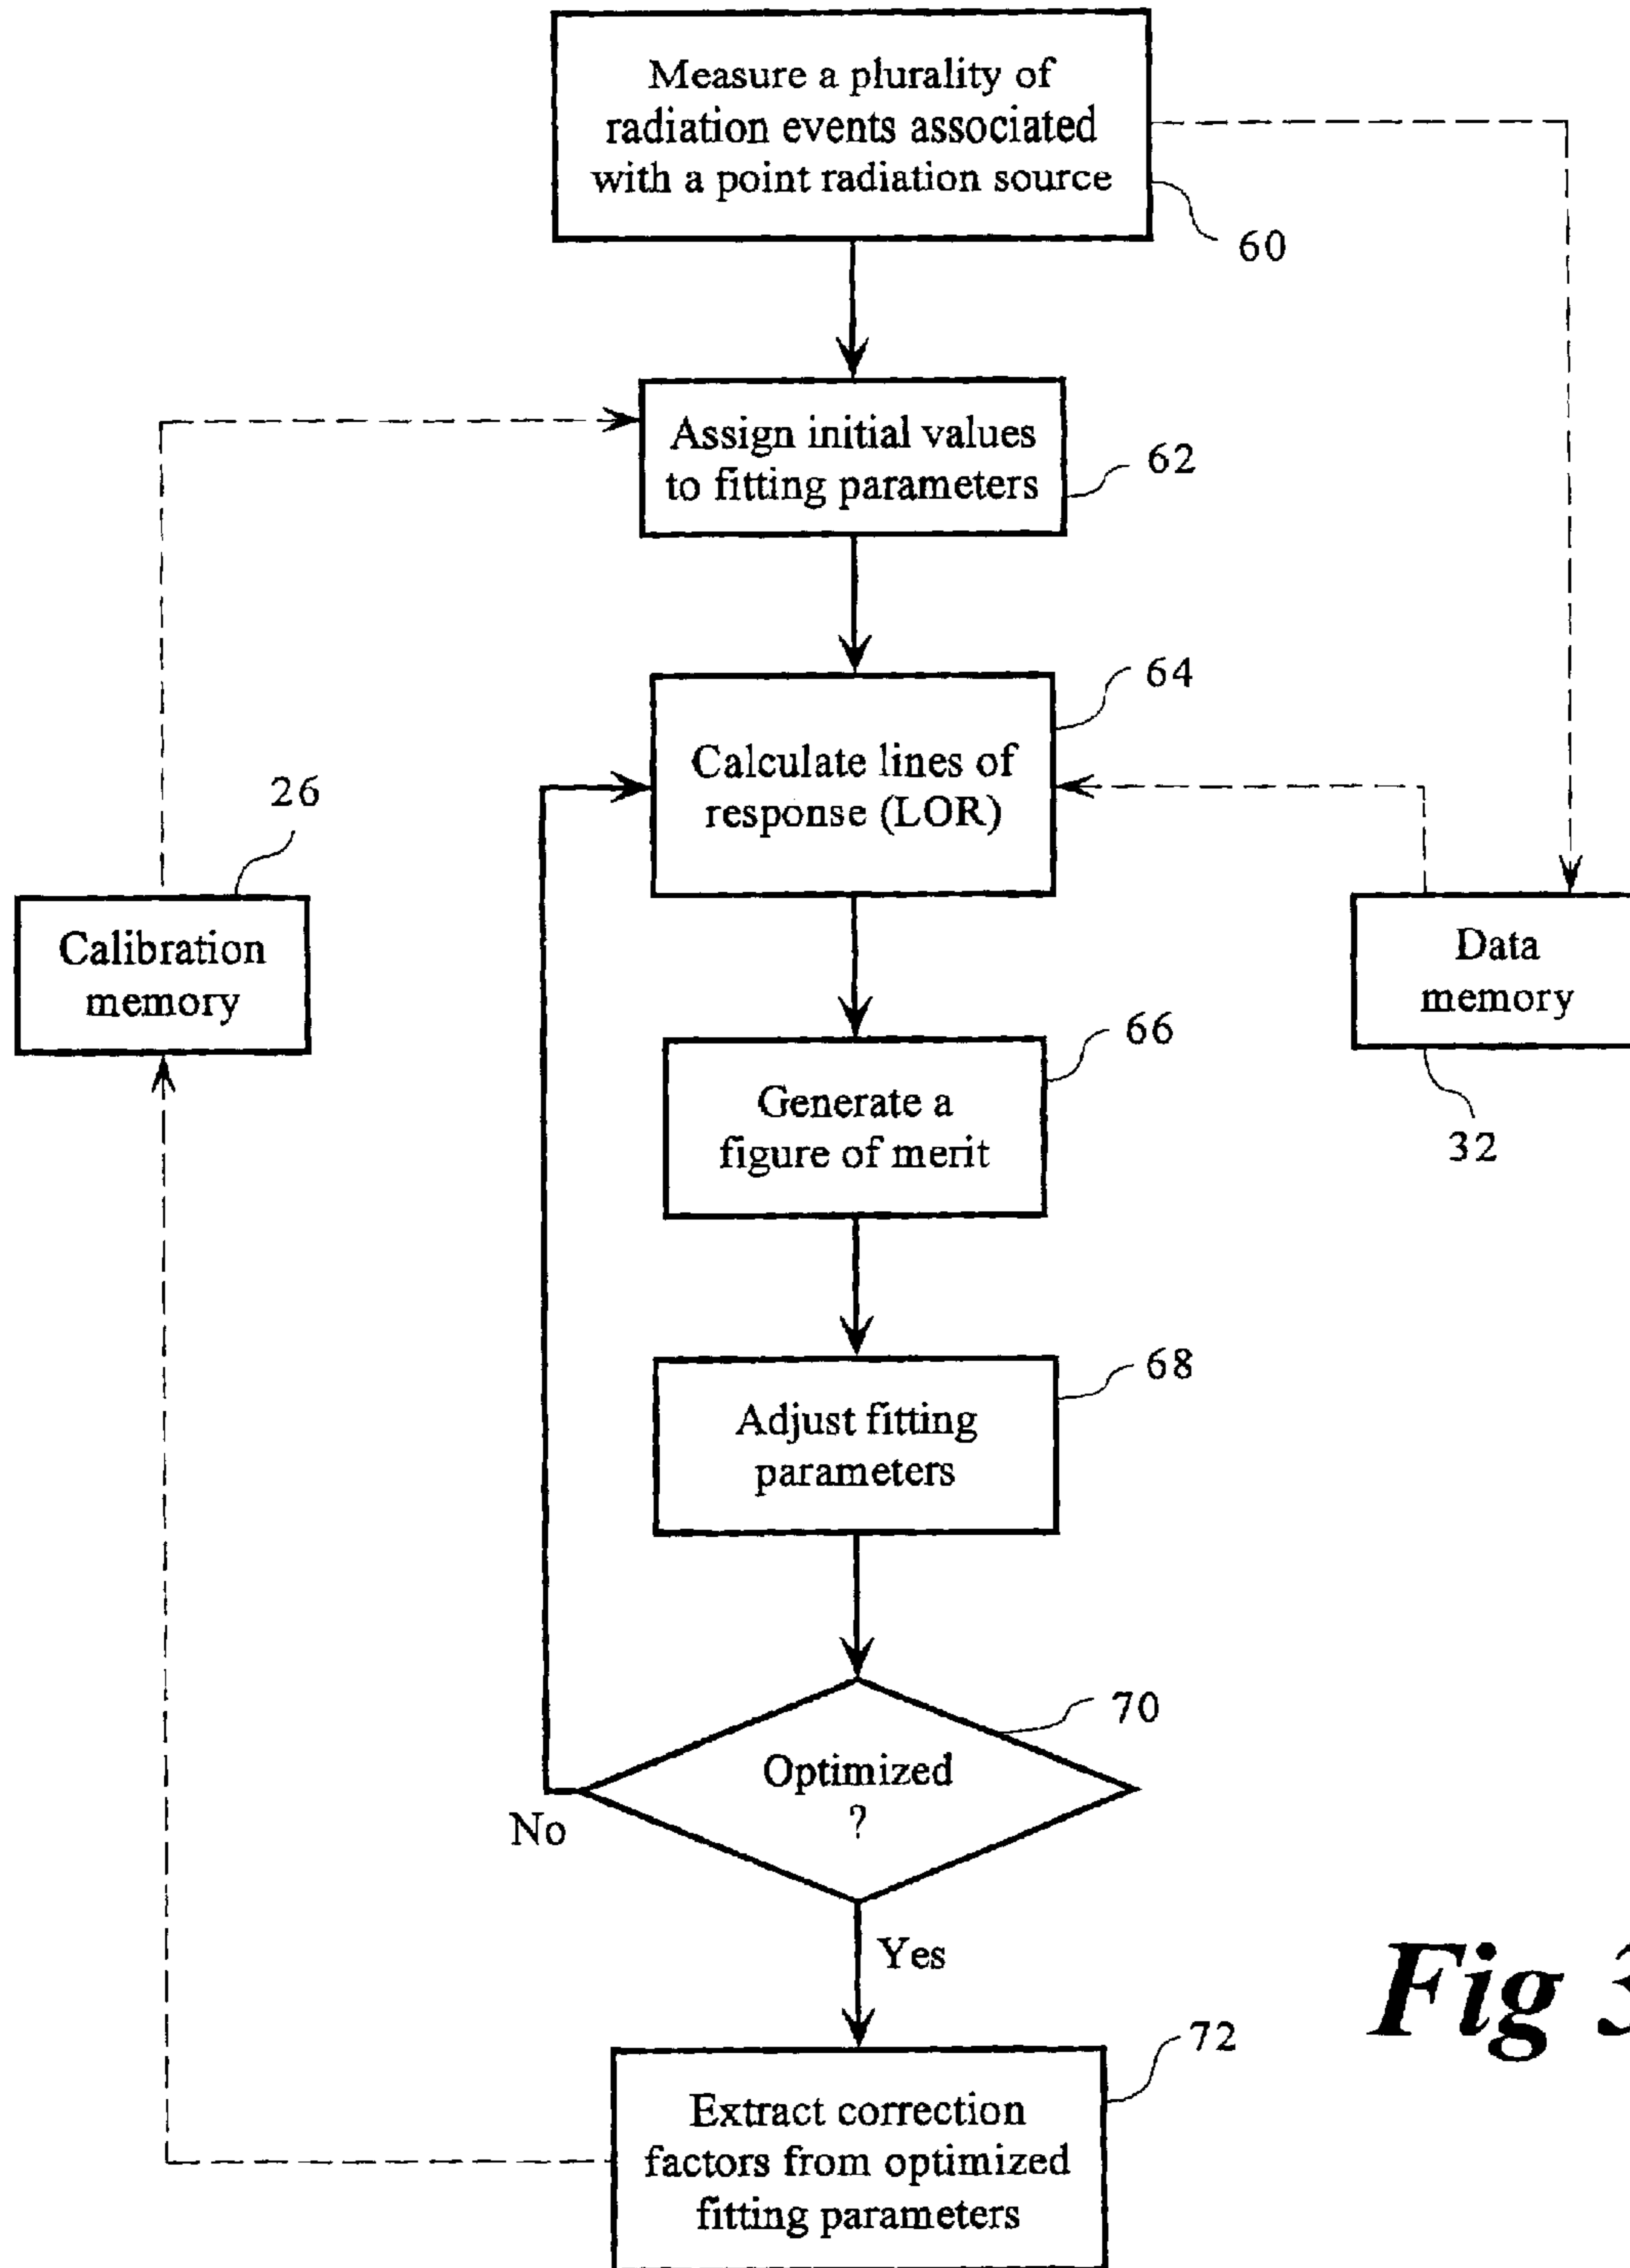 Measure a plurality of
radiation events associated
with a point radiation source
60
Assign initial values
to fitting parameters
62
64
Calculate lines of
response (LOR)
26
Calibration
memory
Data
memory
32
66
Generate a
figure of merit
68
Adjust fitting
parameters
70
Optimized
?
No
Yes
Fig 3
72
Extract correction
factors from optimized
fitting parameters